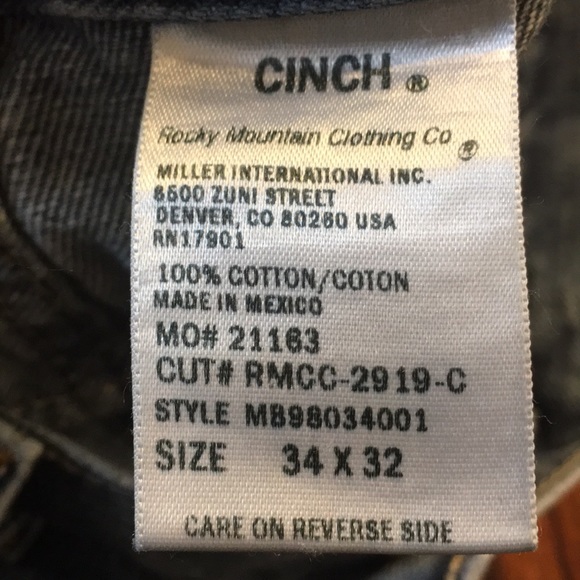 CINCH ®
Rocky Mountain Clothing Co ®
MILLER INTERNATIONAL INC.
6500 ZUNI STREET
DENVER, CO 80260 USA
RN17901
100% COTTON/COTON
MADE IN MEXICO
MO# 21163
CUT# RMCC-2919-C
STYLE MB98034001
SIZE 34 X 32
CARE ON REVERSE SIDE